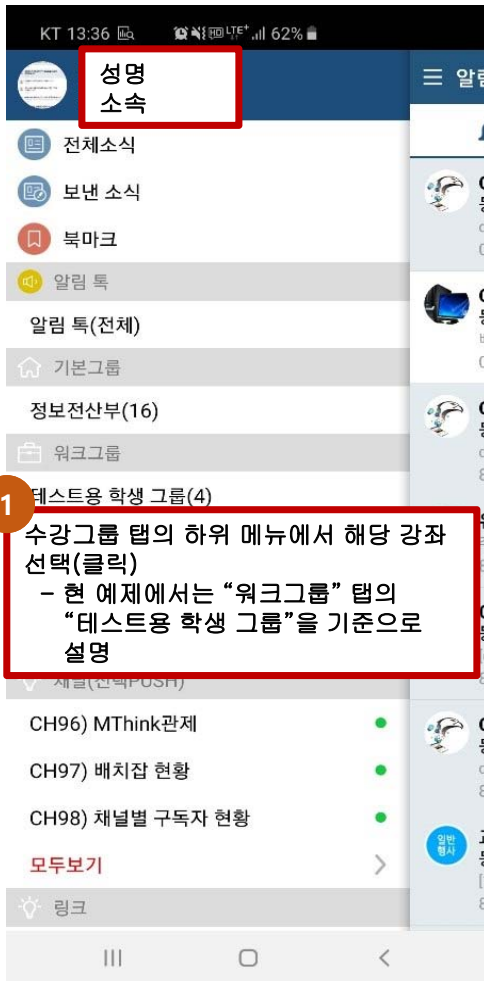 KT 13:36
LTE+ 62%
성명
소속
알림
전체소식
보낸 소식
북마크
알림 톡
알림 톡(전체)
기본그룹
정보전산부(16)
워크그룹
테스트용 학생 그룹(4)
1
수강그룹 탭의 하위 메뉴에서 해당 강좌
선택(클릭)
– 현 예제에서는 “워크그룹” 탭의
“테스트용 학생 그룹”을 기준으로
설명
채널(선택PUSH)
CH96) MThink관제
CH97) 배치잡 현황
CH98) 채널별 구독자 현황
일반
행사
모두보기
링크